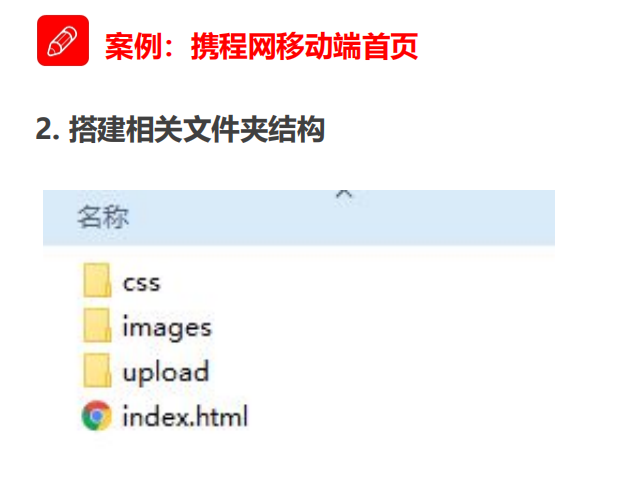 案例：携程网移动端首页
2. 搭建相关文件夹结构
名称
css
images
upload
index.html